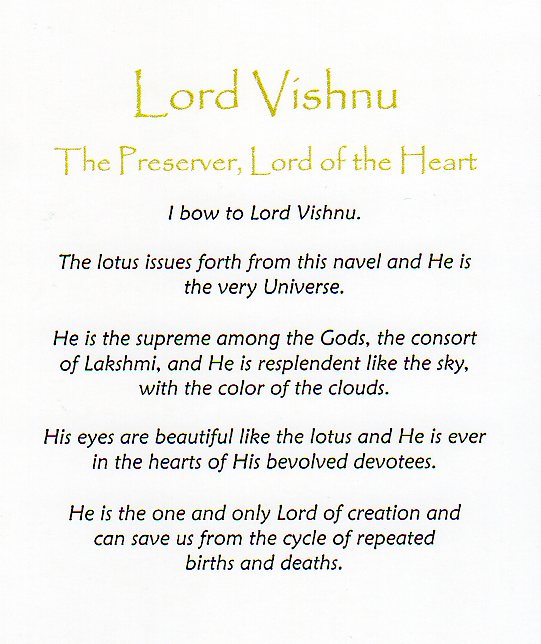 Lord Vishnu
The Preserver, Lord of the Heart
I bow to Lord Vishnu.
The lotus issues forth from this navel and He is
the very Universe.
He is the supreme among the Gods, the consort
of Lakshmi, and He is resplendent like the sky,
with the color of the clouds.
His eyes are beautiful like the lotus and He is ever
in the hearts of His bevolved devotees.
He is the one and only Lord of creation and
can save us from the cycle of repeated
births and deaths.